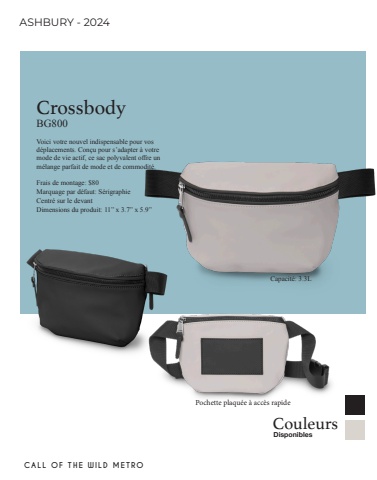 ASHBURY - 2024
Crossbody
BG800
Voici votre nouvel indispensable pour vos
déplacements. Conçu pour s'adapter à votre
mode de vie actif, ce sac polyvalent offre un
mélange parfait de mode et de commodité.
Frais de montage: $80
Marquage par défaut: Sérigraphie
Centré sur le devant
Dimensions du produit: 11" x 3.7" x 5.9"
Capacité: 3.3L
Pochette plaquée à accès rapide
Couleurs
Disponibles
CALL OF THE WILD METRO